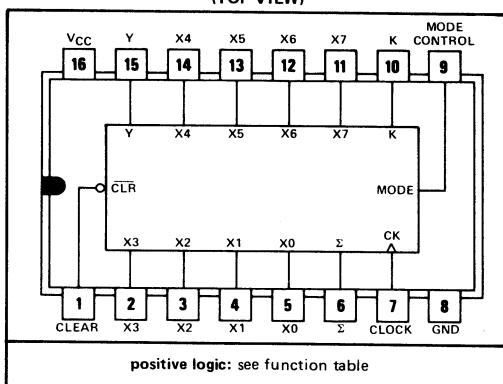 (TOP VIEW)
VCC Y X4 X5 X6 X7 K MODE CONTROL
16 15 14 13 12 11 10 9
Y X4 X5 X6 X7 K
CLR MODE
X3 X2 X1 X0 Σ CK
1 2 3 4 5 6 7 8
CLEAR X3 X2 X1 X0 Σ CLOCK GND
positive logic: see function table